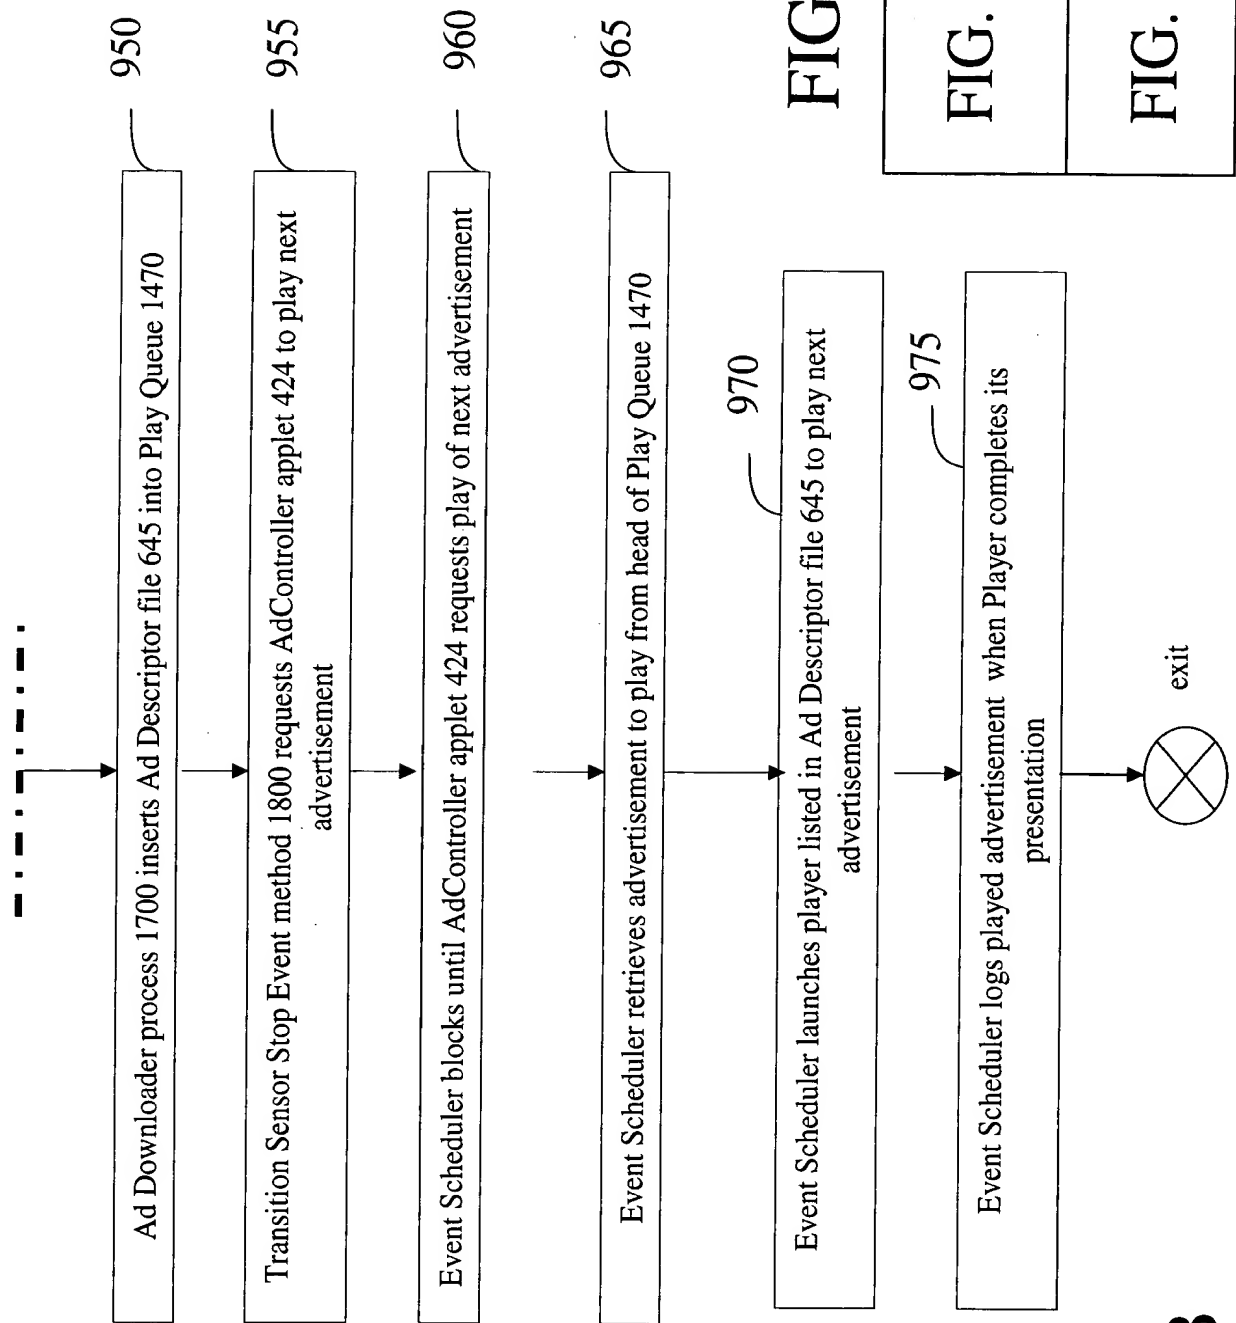 950
Ad Downloader process 1700 inserts Ad Descriptor file 645 into Play Queue 1470
955
Transition Sensor Stop Event method 1800 requests AdController applet 424 to play next
advertisement
960
Event Scheduler blocks until AdController applet 424 requests play of next advertisement
965
Event Scheduler retrieves advertisement to play from head of Play Queue 1470
970
Event Scheduler launches player listed in Ad Descriptor file 645 to play next
advertisement
975
Event Scheduler logs played advertisement when Player completes its
presentation
exit
FIG
FIG.
FIG.